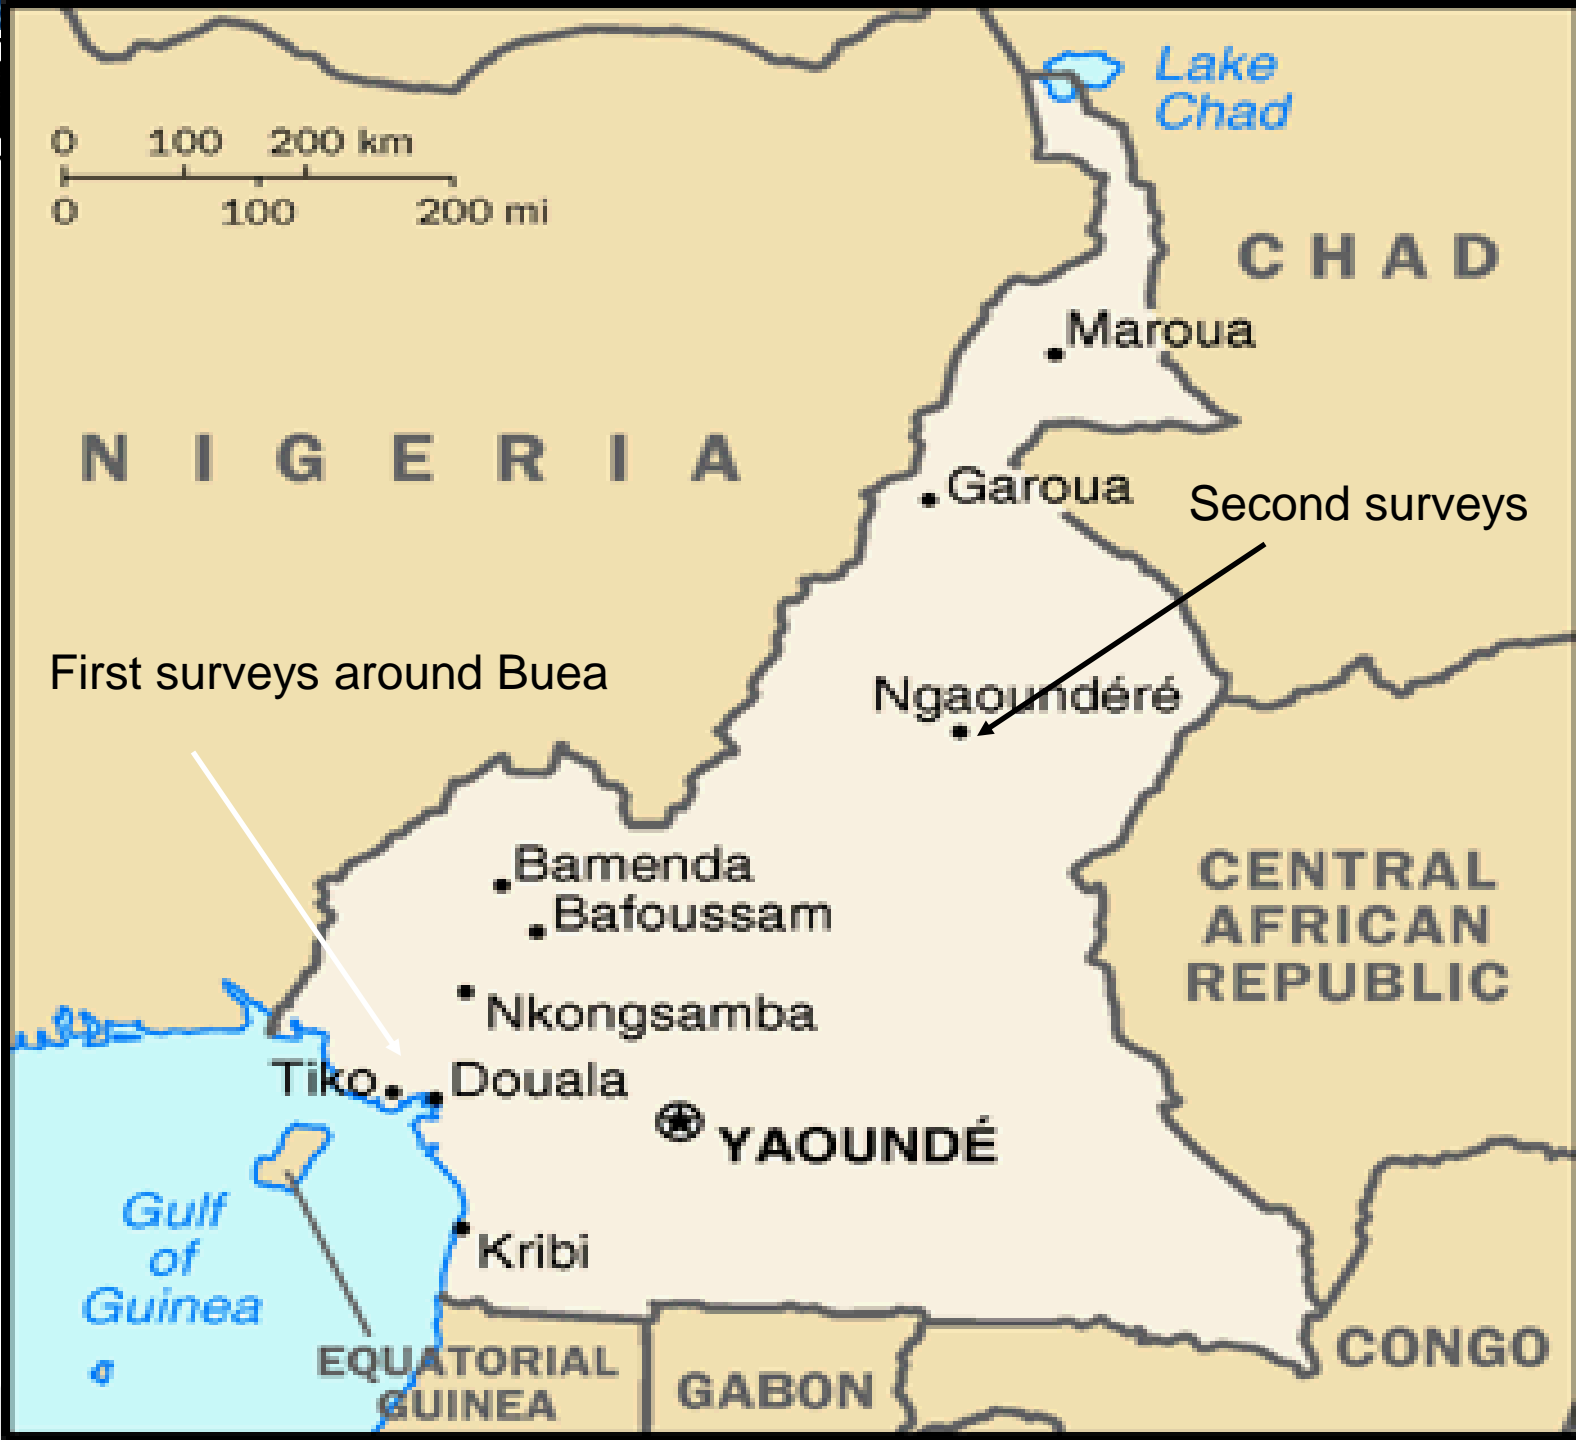 Lake
Chad
0 100 200 km
0 100 200 mi
CHAD
Maroua
NIGERIA
Garoua
Second surveys
First surveys around Buea
Ngaoundéré
Bamenda
Bafoussam
CENTRAL
AFRICAN
REPUBLIC
Nkongsamba
Tiko
Douala
YAOUNDÉ
Gulf
of
Guinea
Kribi
EQUATORIAL
GUINEA
GABON
CONGO